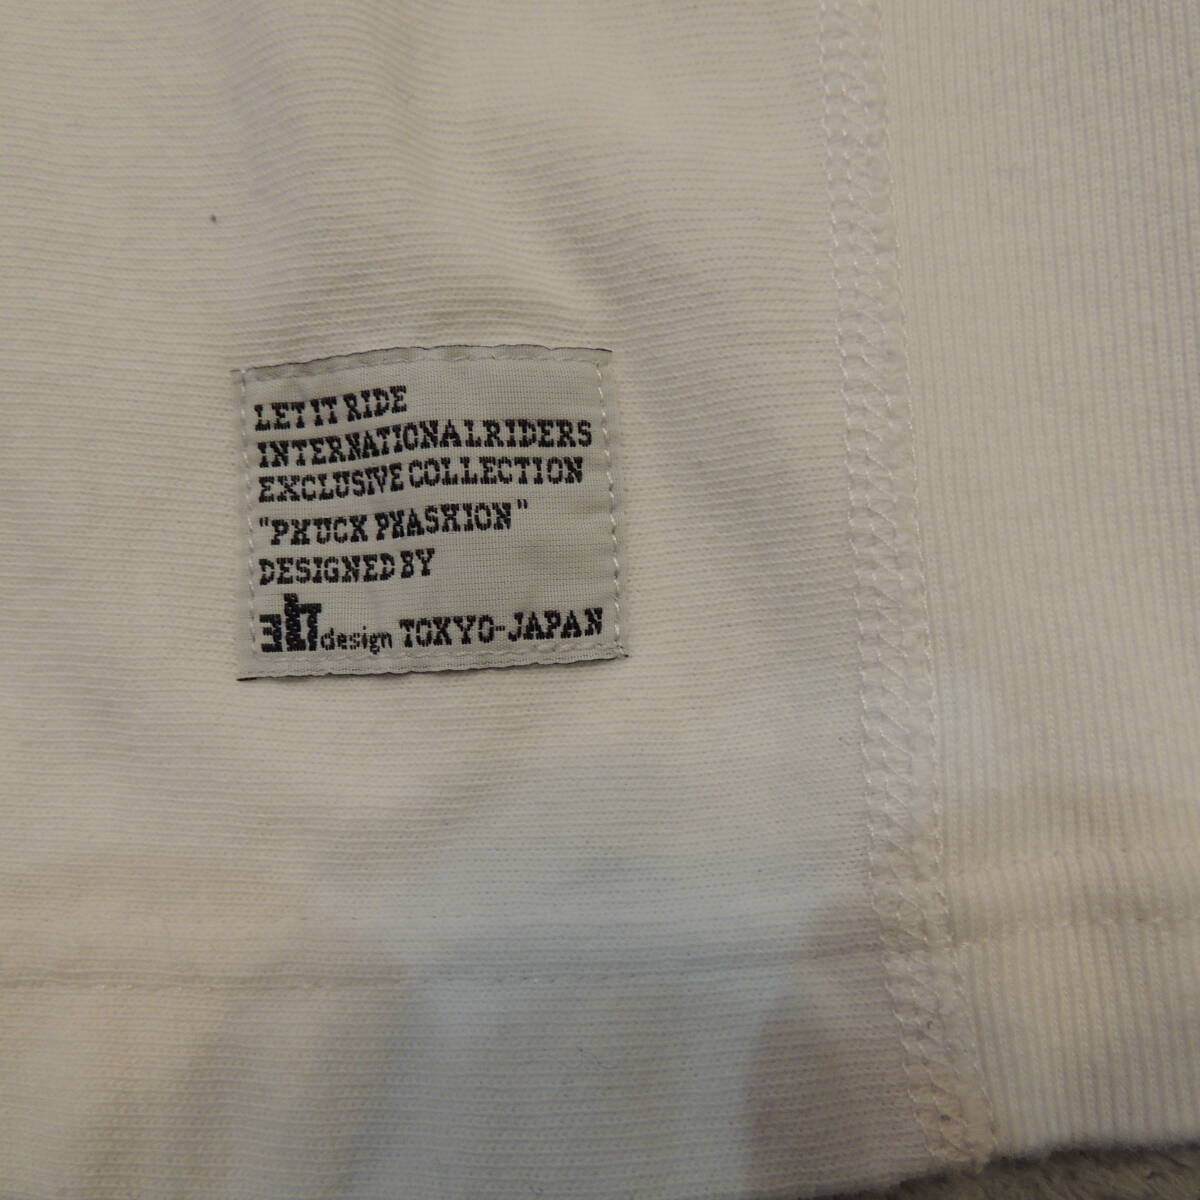 LET IT RIDE
INTERNATIONAL RIDERS
EXCLUSIVE COLLECTION
"PHUCK PHASHION"
DESIGNED BY
design TOKYO-JAPAN